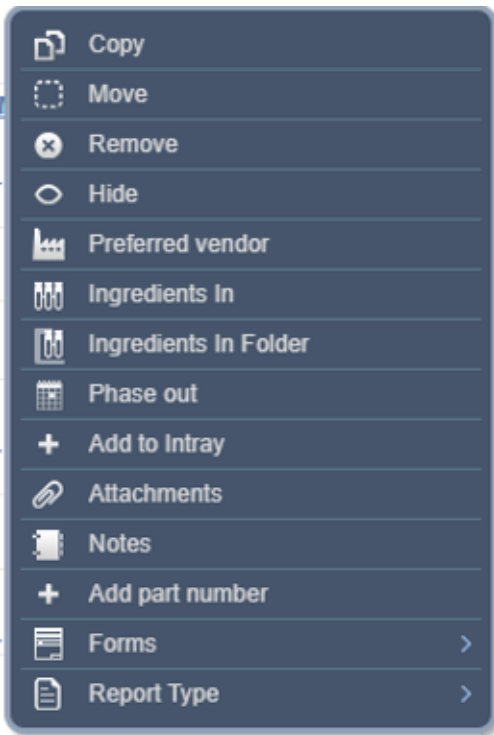 Copy
Move
Remove
Hide
Preferred vendor
Ingredients In
Ingredients In Folder
Phase out
Add to Intray
Attachments
Notes
Add part number
Forms
Report Type